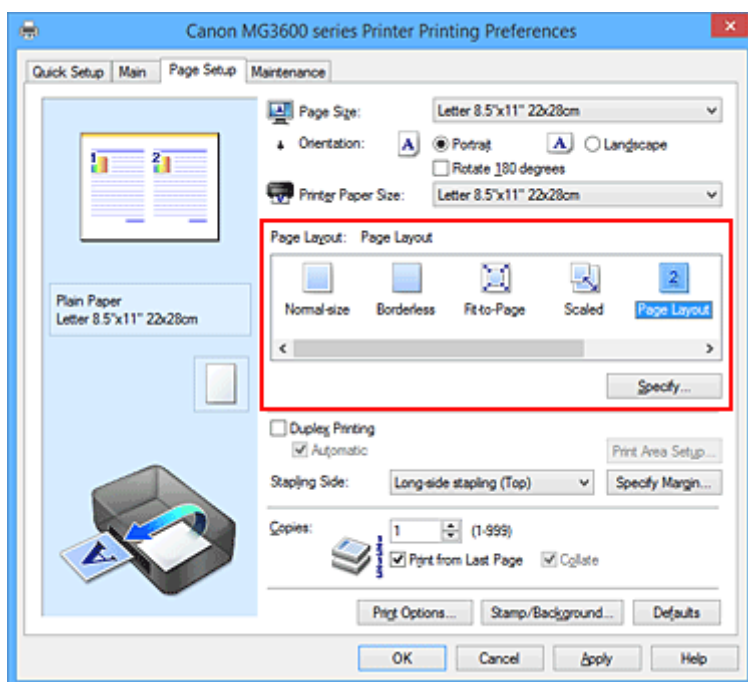 Canon MG3600 series Printer Printing Preferences
Quick Setup Main Page Setup Maintenance
Page Size: Letter 8.5"x11" 22x28cm
Orientation: A Portrait A Landscape
Rotate 180 degrees
Printer Paper Size: Letter 8.5"x11" 22x28cm
1 2
Page Layout: Page Layout
2
Normal-size Borderless Fit-to-Page Scaled Page Layout
Specify...
Plain Paper
Letter 8.5"x11" 22x28cm
Duplex Printing
Automatic
Print Area Setup...
Stapling Side: Long-side stapling (Top) Specify Margin...
Copies: 1 (1-999)
Print from Last Page Collate
A
Print Options... Stamp/Background... Defaults
OK Cancel Apply Help